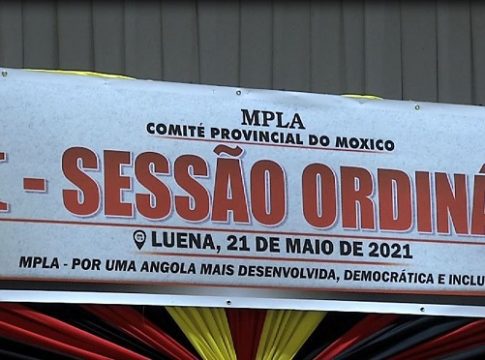 MPLA
COMITÉ PROVINCIAL DO MOXICO
- SESSÃO ORDINÁ
LUENA, 21 DE MAIO DE 2021
MPLA - POR UMA ANGOLA MAIS DESENVOLVIDA, DEMOCRÁTICA E INCLU